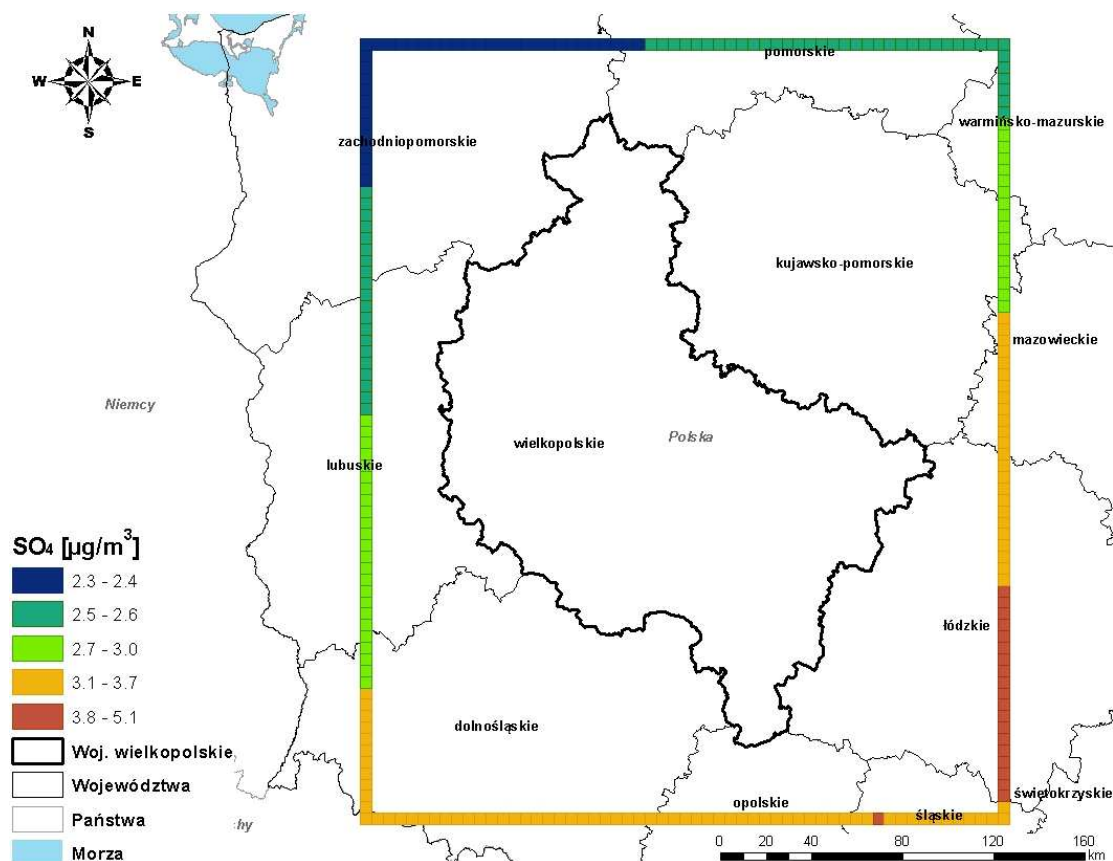 N
W E
S
pomorskie
warmińsko-mazurskie
zachodniopomorskie
kujawsko-pomorskie
mazowieckie
Niemcy
wielkopolskie
Polska
lubuskie
SO4 [µg/m3]
2.3 - 2.4
2.5 - 2.6
2.7 - 3.0
3.1 - 3.7
3.8 - 5.1
Woj. wielkopolskie
Województwa
Państwa
Morza
łódzkie
dolnośląskie
świętokrzyskie
opolskie
śląskie
hy
0 20 40 80 120 160
km